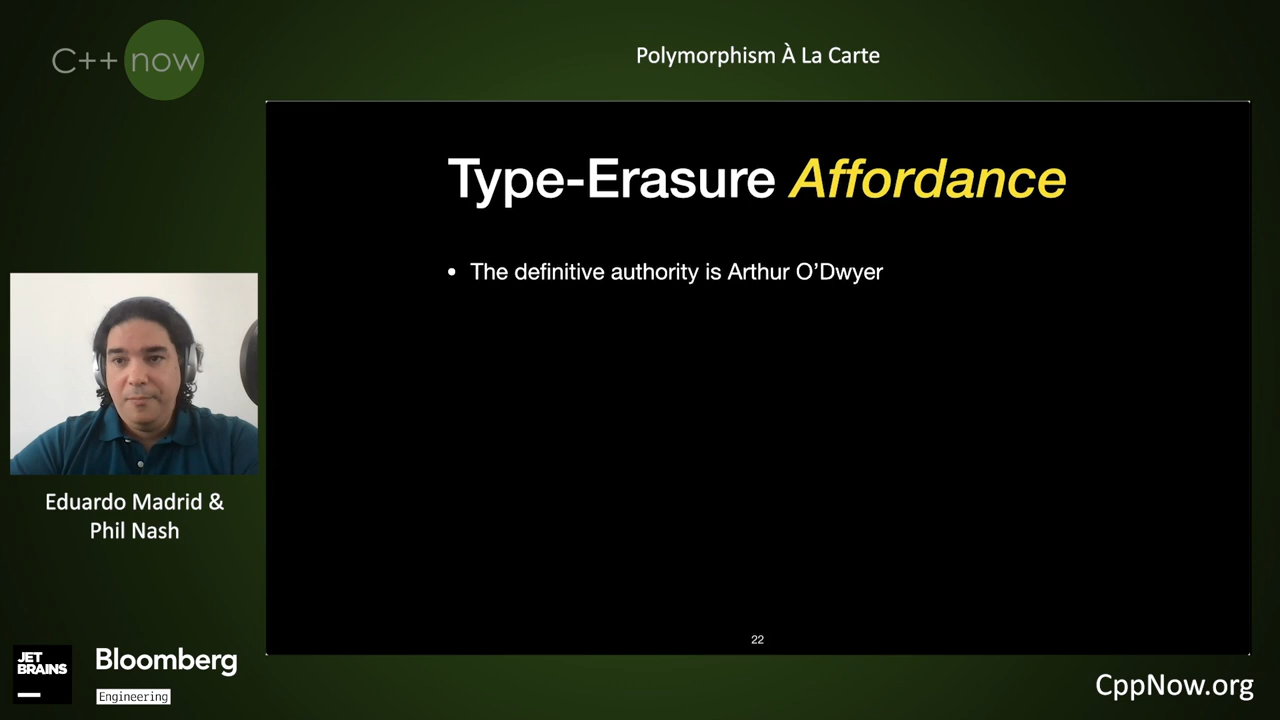 C++ now
Polymorphism À La Carte
Type-Erasure Affordance
• The definitive authority is Arthur O’Dwyer
22
Eduardo Madrid &
Phil Nash
JET
BRAINS
Bloomberg
Engineering
CppNow.org